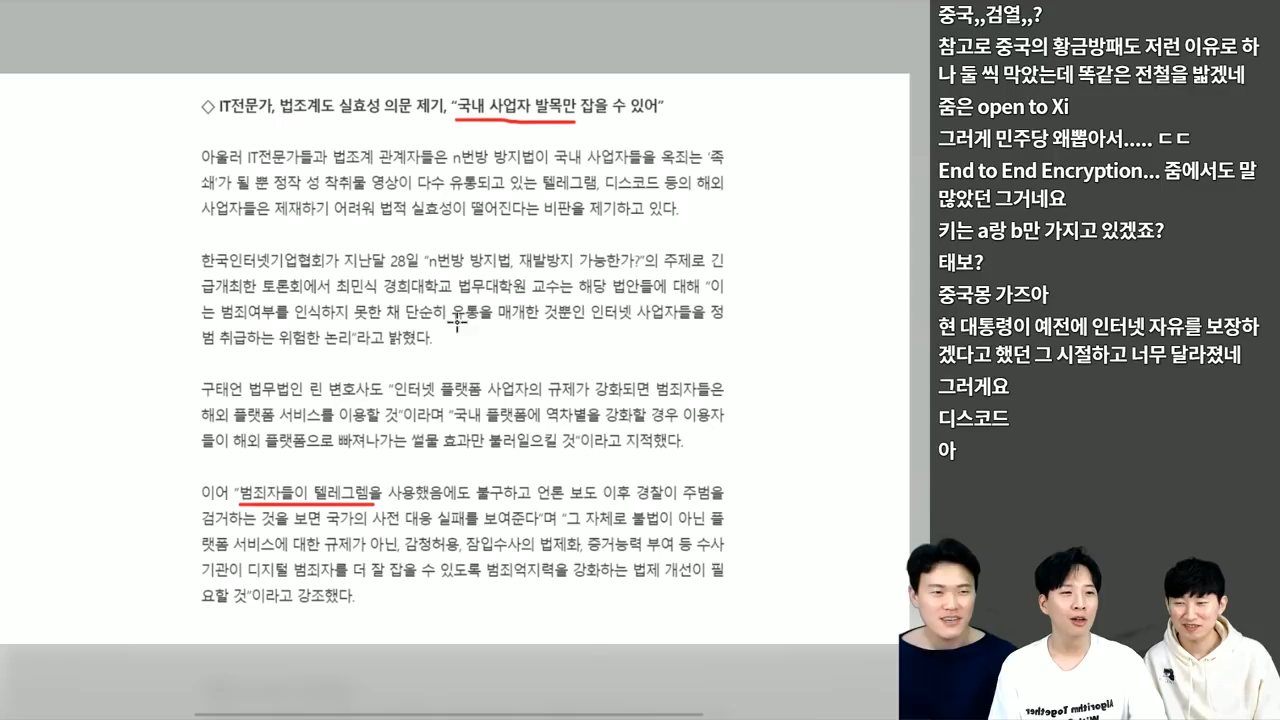 ◇ IT전문가, 법조계도 실효성 의문 제기, “국내 사업자 발목만 잡을 수 있어”
아울러 IT전문가들과 법조계 관계자들은 n번방 방지법이 국내 사업자들을 옥죄는 ‘족
쇄’가 될 뿐 정작 성 착취물 영상이 다수 유통되고 있는 텔레그램, 디스코드 등의 해외
사업자들은 제재하기 어려워 법적 실효성이 떨어진다는 비판을 제기하고 있다.
한국인터넷기업협회가 지난달 28일 “n번방 방지법, 재발방지 가능한가?”의 주제로 긴
급개최한 토론회에서 최민식 경희대학교 법무대학원 교수는 해당 법안들에 대해 “이
는 범죄여부를 인식하지 못한 채 단순히 유통을 매개한 것뿐인 인터넷 사업자들을 정
범 취급하는 위험한 논리”라고 밝혔다.
구태언 법무법인 린 변호사도 “인터넷 플랫폼 사업자의 규제가 강화되면 범죄자들은
해외 플랫폼 서비스를 이용할 것”이라며 “국내 플랫폼에 역차별을 강화할 경우 이용자
들이 해외 플랫폼으로 빠져나가는 썰물 효과만 불러일으킬 것”이라고 지적했다.
이어 “범죄자들이 텔레그렘을 사용했음에도 불구하고 언론 보도 이후 경찰이 주범을
검거하는 것을 보면 국가의 사전 대응 실패를 보여준다”며 “그 자체로 불법이 아닌 플
랫폼 서비스에 대한 규제가 아닌, 감청허용, 잠입수사의 법제화, 증거능력 부여 등 수사
기관이 디지털 범죄자를 더 잘 잡을 수 있도록 범죄억지력을 강화하는 법제 개선이 필
요할 것”이라고 강조했다.
중국,,검열,,?
참고로 중국의 황금방패도 저런 이유로 하
나 둘 씩 막았는데 똑같은 전철을 밟겠네
줌은 open to Xi
그러게 민주당 왜뽑아서..... ㄷㄷ
End to End Encryption... 줌에서도 말
많았던 그거네요
키는 a랑 b만 가지고 있겠죠?
태보?
중국몽 가즈아
현 대통령이 예전에 인터넷 자유를 보장하
겠다고 했던 그 시절하고 너무 달라졌네
그러게요
디스코드
아
Algorithm Together